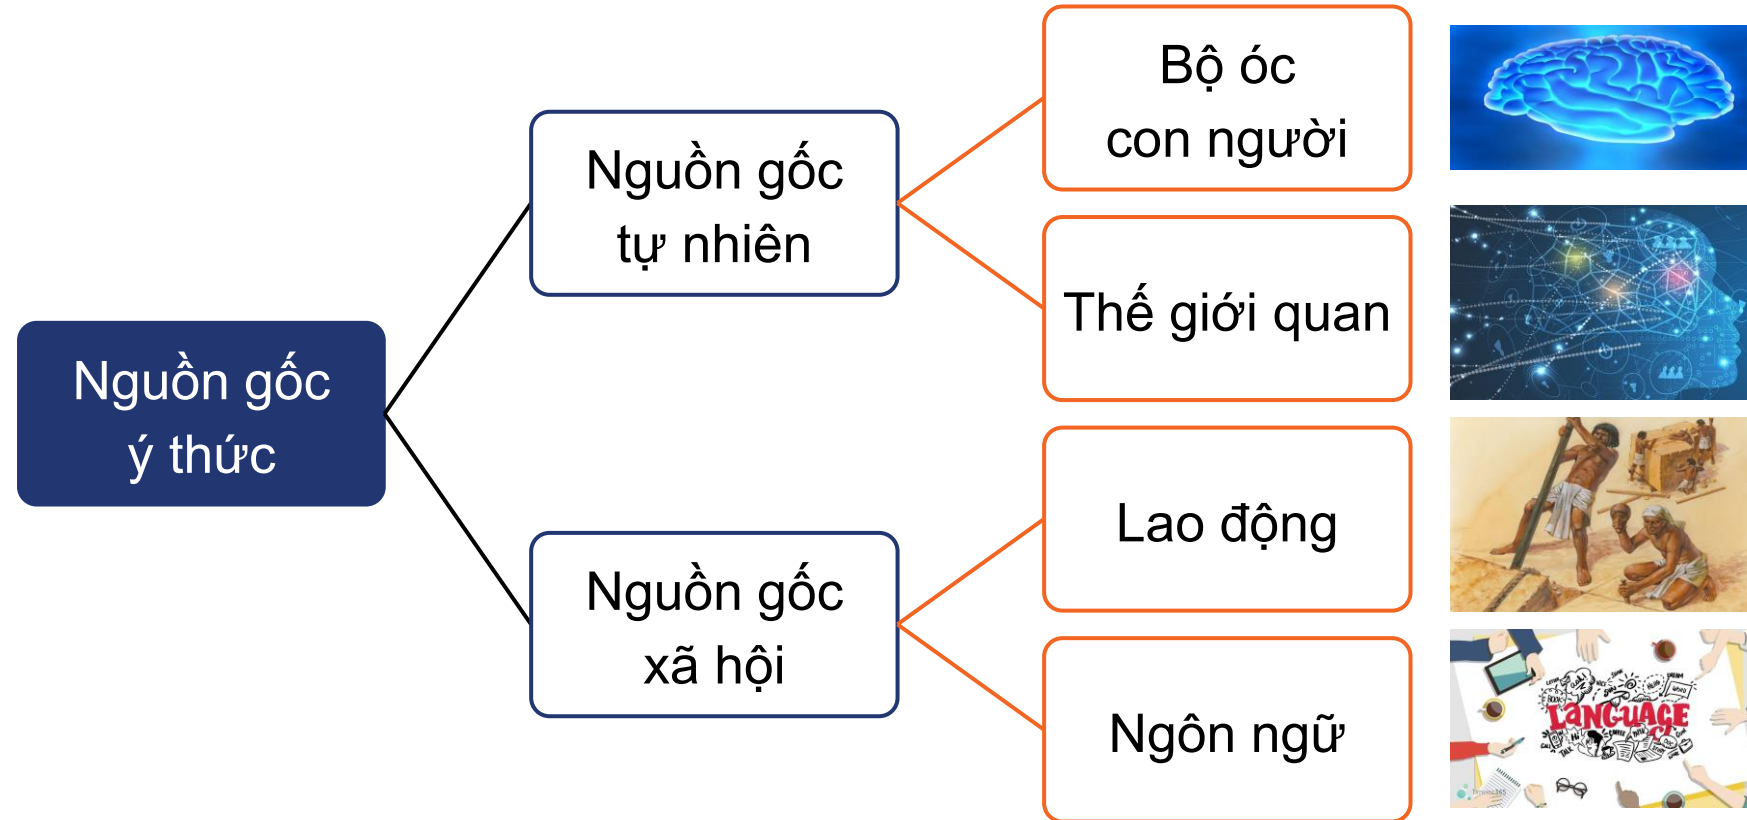 Nguồn gốc
ý thức
Nguồn gốc
tự nhiên
Bộ óc
con người
Thế giới quan
Nguồn gốc
xã hội
Lao động
Ngôn ngữ
LANGUAGE
TALK